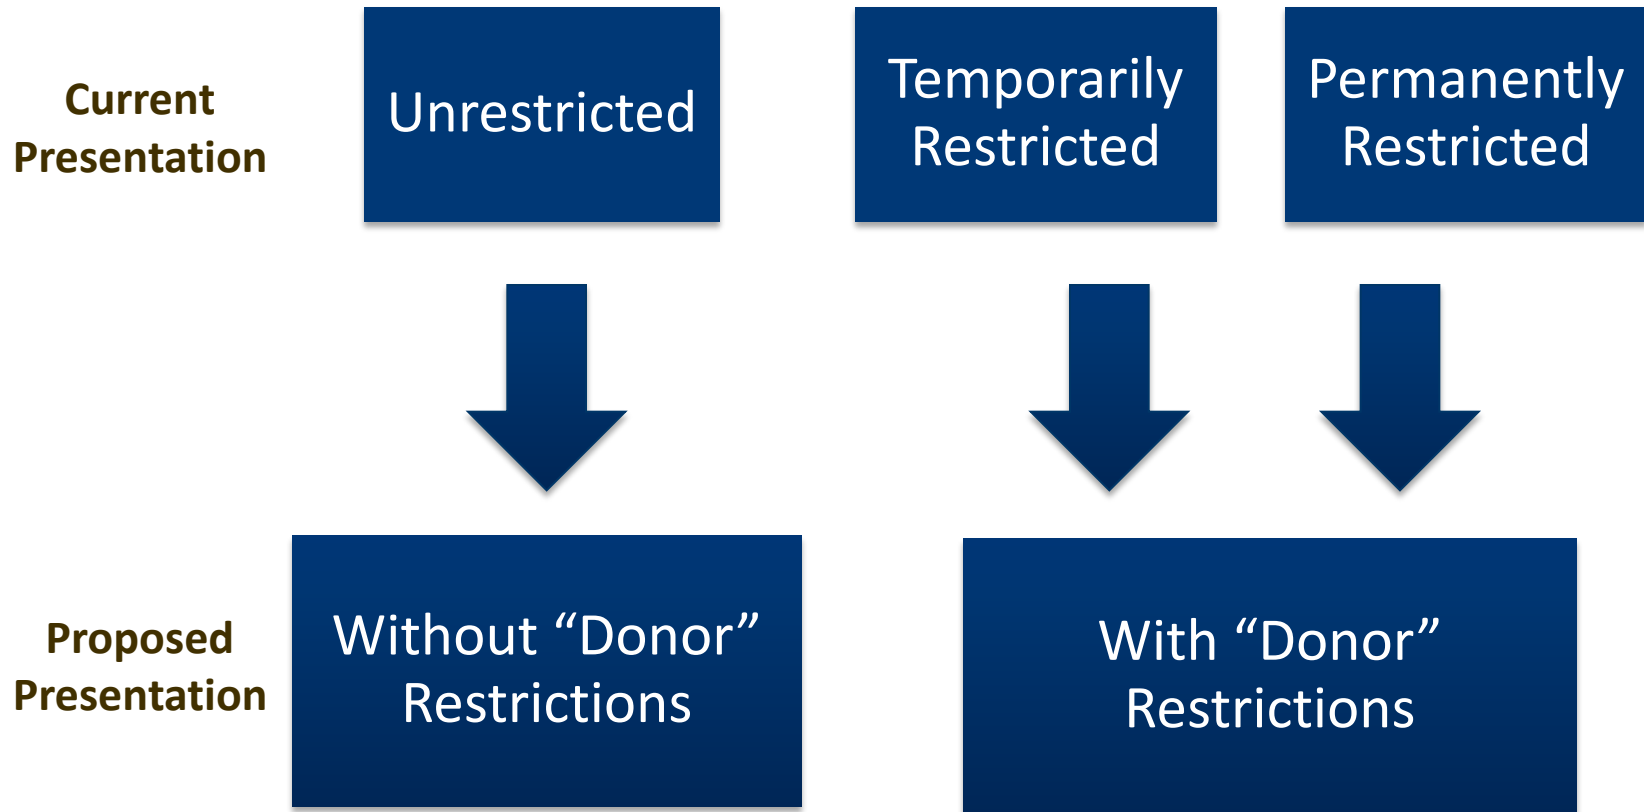 Current
Presentation
Unrestricted
Temporarily
Restricted
Permanently
Restricted
Proposed
Presentation
Without “Donor”
Restrictions
With “Donor”
Restrictions